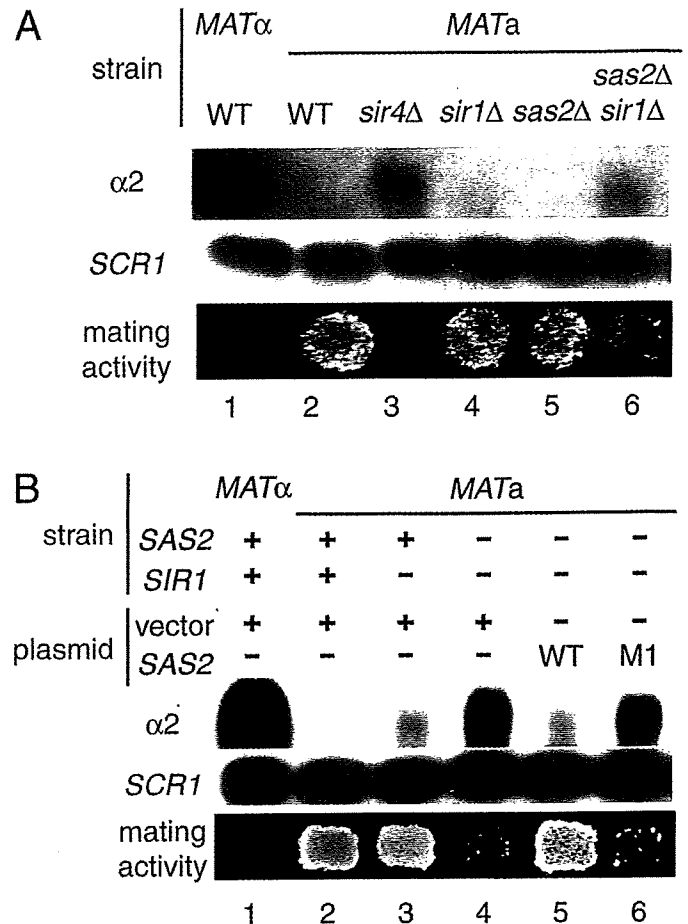 A
MATα MATa
strain
sas2Δ
WT WT sir4Δ sir1Δ sas2Δ sir1Δ
α2
SCR1
mating
activity
1 2 3 4 5 6
B
MATα MATa
strain
SAS2 + + + - - -
SIR1 + + - - - -
plasmid
vector + + + + - -
SAS2 - - - - WT M1
α2
SCR1
mating
activity
1 2 3 4 5 6